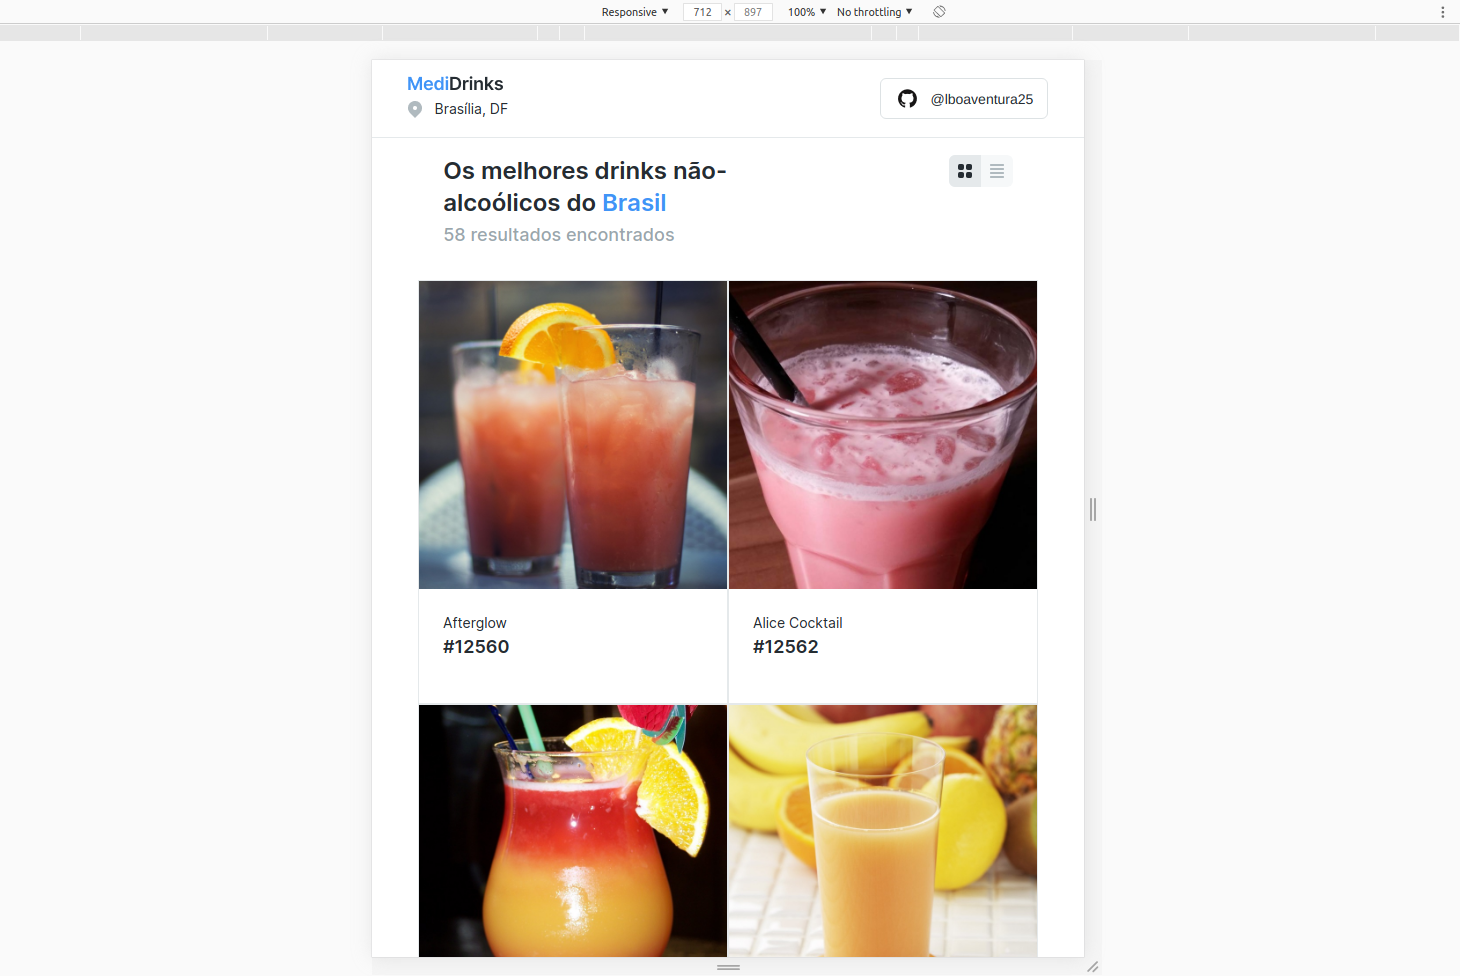 Responsive ▼ 712 × 897 100% ▼ No throttling ▼
MediDrinks
Brasília, DF
@lboaventura25
Os melhores drinks não-
alcoólicos do Brasil
58 resultados encontrados
Afterglow
#12560
Alice Cocktail
#12562